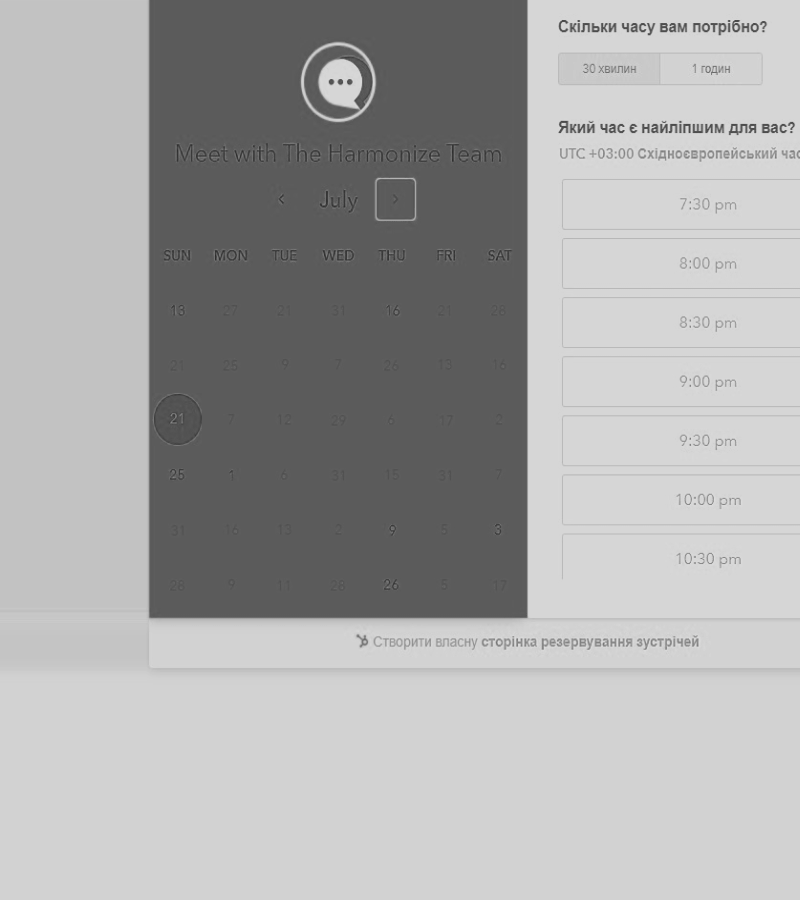 Meet with The Harmonize Team
July
SUN MON TUE WED THU FRI SAT
13 27 21 31 16 21 28
21 25 9 7 26 13 16
21 7 12 29 6 17 2
25 1 6 31 15 31 7
31 16 13 2 9 5 3
28 9 11 28 26 5 17
Скільки часу вам потрібно?
30 хвилин 1 годин
Який час є найліпшим для вас?
UTC +03:00 Східноєвропейський час
7:30 pm
8:00 pm
8:30 pm
9:00 pm
9:30 pm
10:00 pm
10:30 pm
Створити власну сторінка резервування зустрічей